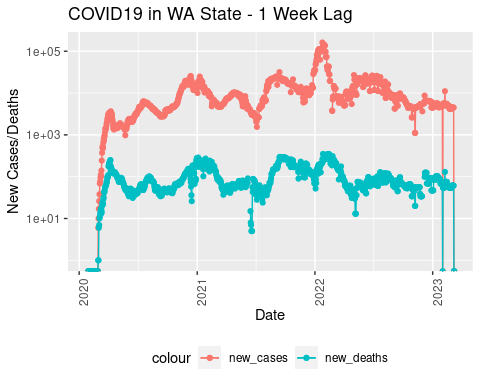 COVID19 in WA State - 1 Week Lag
1e+05
1e+03
1e+01
New Cases/Deaths
2020
2021
2022
2023
Date
colour
new_cases
new_deaths